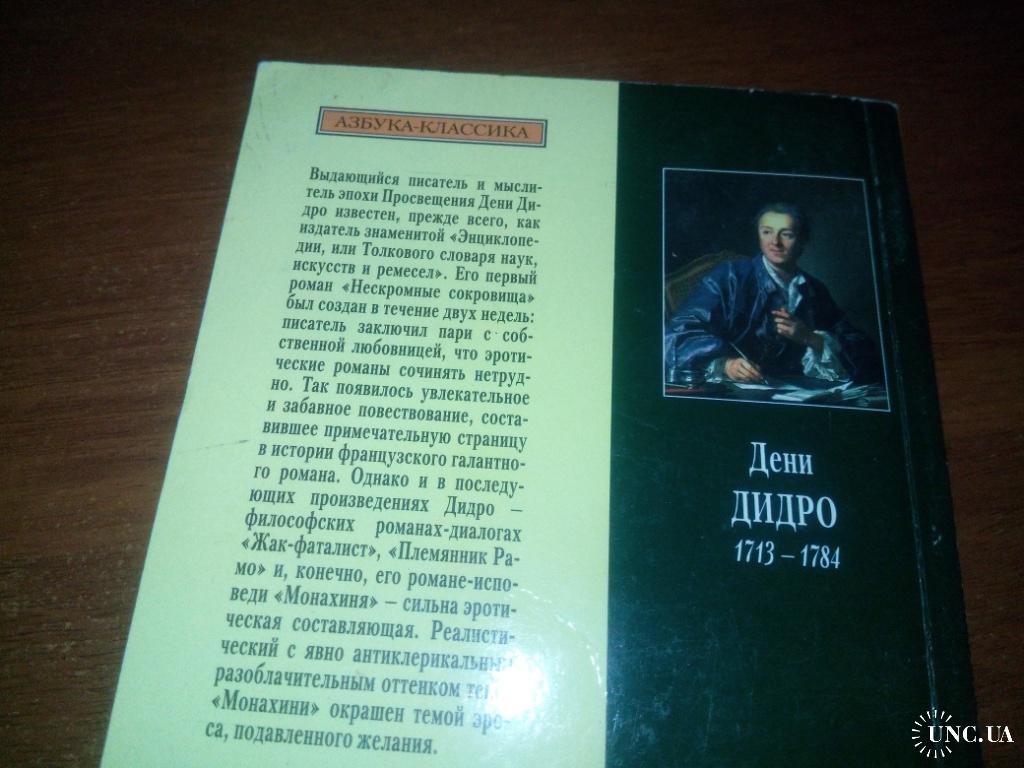 АЗБУКА-КЛАССИКА
Выдающийся писатель и мысли-
тель эпохи Просвещения Дени Ди-
дро известен, прежде всего, как
издатель знаменитой «Энциклопе-
дии, или Толкового словаря наук,
искусств и ремесел». Его первый
роман «Нескромные сокровища»
был создан в течение двух недель:
писатель заключил пари с соб-
ственной любовницей, что эроти-
ческие романы сочинять нетруд-
но. Так появилось увлекательное
и забавное повествование, соста-
вившее примечательную страницу
в истории французского галантно-
го романа. Однако и в последу-
ющих произведениях Дидро –
философских романах-диалогах
«Жак-фаталист», «Племянник Ра-
мо» и, конечно, его романе-испо-
веди «Монахиня» – сильна эроти-
ческая составляющая. Реалисти-
ческий с явно антиклерикальным
разоблачительным оттенком
«Монахини» окрашен темой эро-
са, подавленного желания.
Дени
ДИДРО
1713 – 1784
UNC.UA